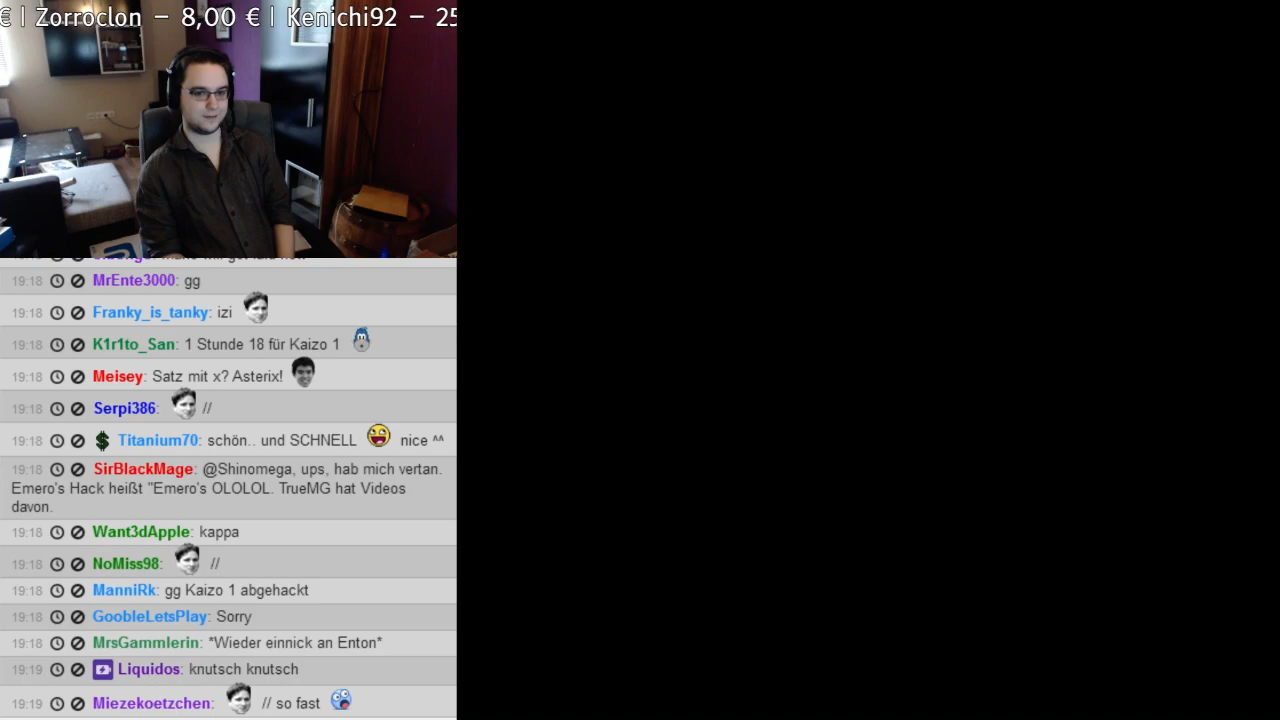 € | Zorroclon – 8,00 € | Kenichi92 – 25
19:18 MrEnte3000: gg
19:18 Franky_is_tanky: izi
19:18 K1r1to_San: 1 Stunde 18 für Kaizo 1
19:18 Meisey: Satz mit x? Asterix!
19:18 Serpi386: //
19:18 $ Titanium70: schön.. und SCHNELL nice ^^
19:18 SirBlackMage: @Shinomega, ups, hab mich vertan.
Emero's Hack heißt "Emero's OLOLOL. TrueMG hat Videos
davon.
19:18 Want3dApple: kappa
19:18 NoMiss98: //
19:18 ManniRk: gg Kaizo 1 abgehackt
19:18 GoobleLetsPlay: Sorry
19:18 MrsGammlerin: *Wieder einnick an Enton*
19:19 Liquidos: knutsch knutsch
19:19 Miezekoetzchen: // so fast